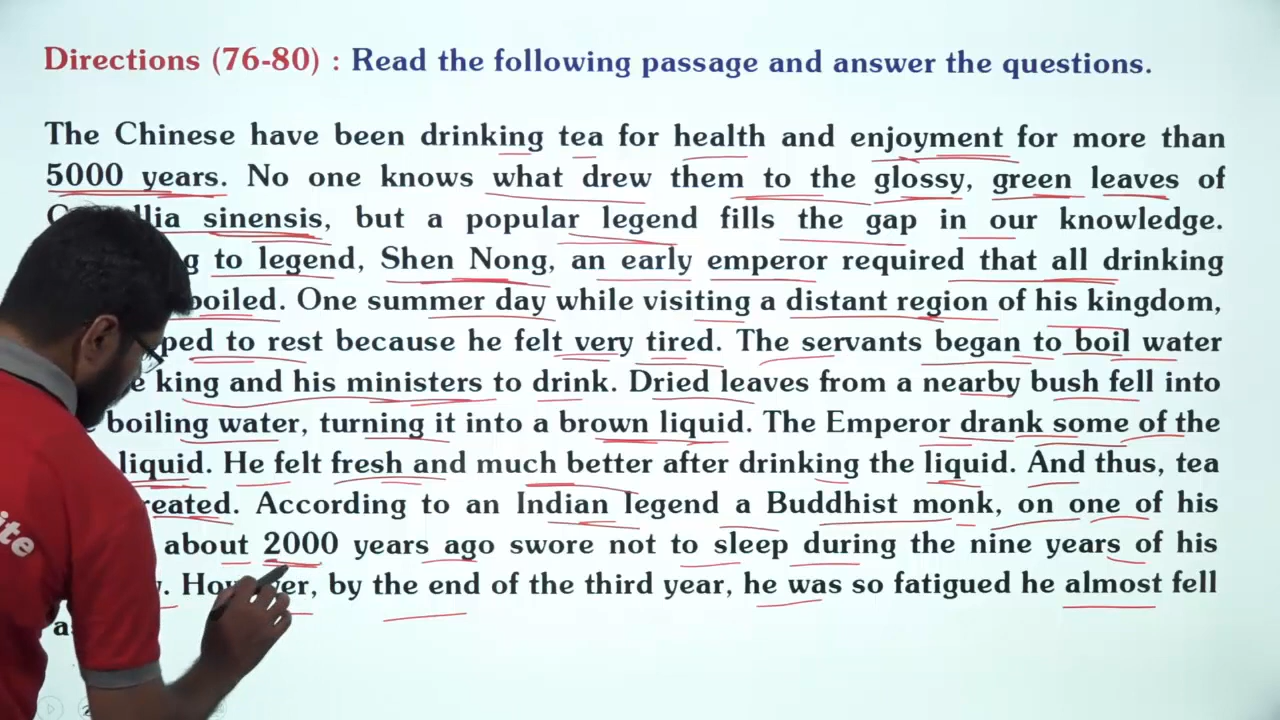 Directions (76-80) : Read the following passage and answer the questions.
The Chinese have been drinking tea for health and enjoyment for more than
5000 years. No one knows what drew them to the glossy, green leaves of
sinensis, but a popular legend fills the gap in our knowledge.
to legend, Shen Nong, an early emperor required that all drinking
boiled. One summer day while visiting a distant region of his kingdom,
to rest because he felt very tired. The servants began to boil water
king and his ministers to drink. Dried leaves from a nearby bush fell into
boiling water, turning it into a brown liquid. The Emperor drank some of the
liquid. He felt fresh and much better after drinking the liquid. And thus, tea
According to an Indian legend a Buddhist monk, on one of his
about 2000 years ago swore not to sleep during the nine years of his
However, by the end of the third year, he was so fatigued he almost fell
ite